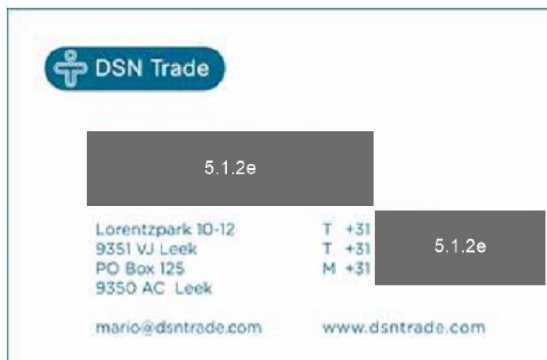 DSN Trade
5.1.2e
Lorentzpark 10-12
9351 VJ Leek
PO Box 125
9350 AC Leek
T +31
T +31
M +31
5.1.2e
mario@dsntrade.com
www.dsntrade.com